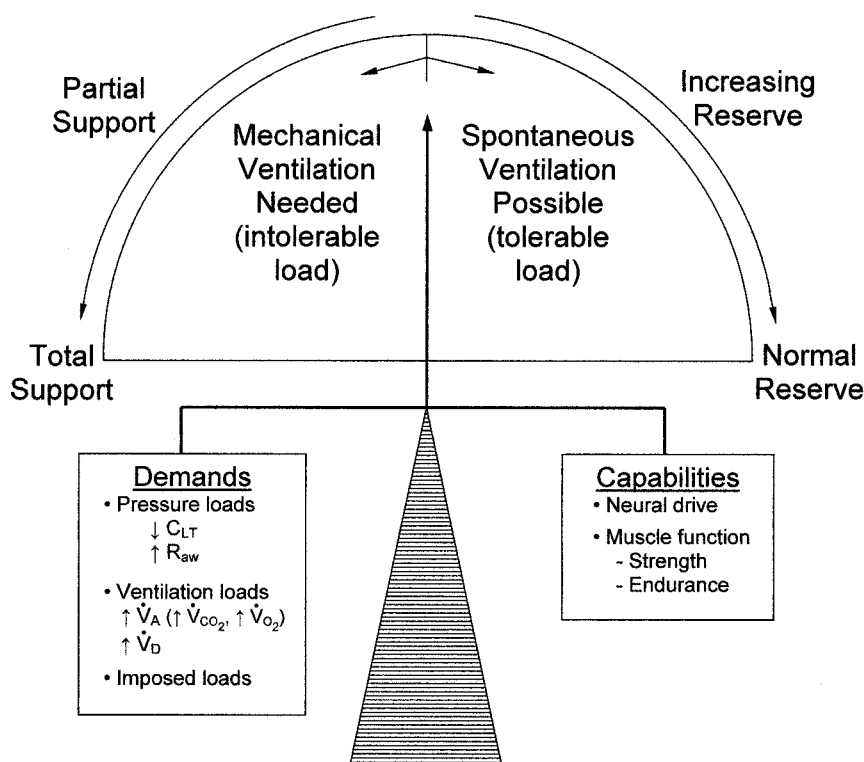 Partial
Support
Increasing
Reserve
Mechanical
Ventilation
Needed
(intolerable
load)
Spontaneous
Ventilation
Possible
(tolerable
load)
Total
Support
Normal
Reserve
Demands
• Pressure loads
↓ C_LT
↑ R_aw
• Ventilation loads
↑ V̇_A (↑ V̇_CO₂, ↑ V̇_O₂)
↑ V̇_D
• Imposed loads
Capabilities
• Neural drive
• Muscle function
- Strength
- Endurance